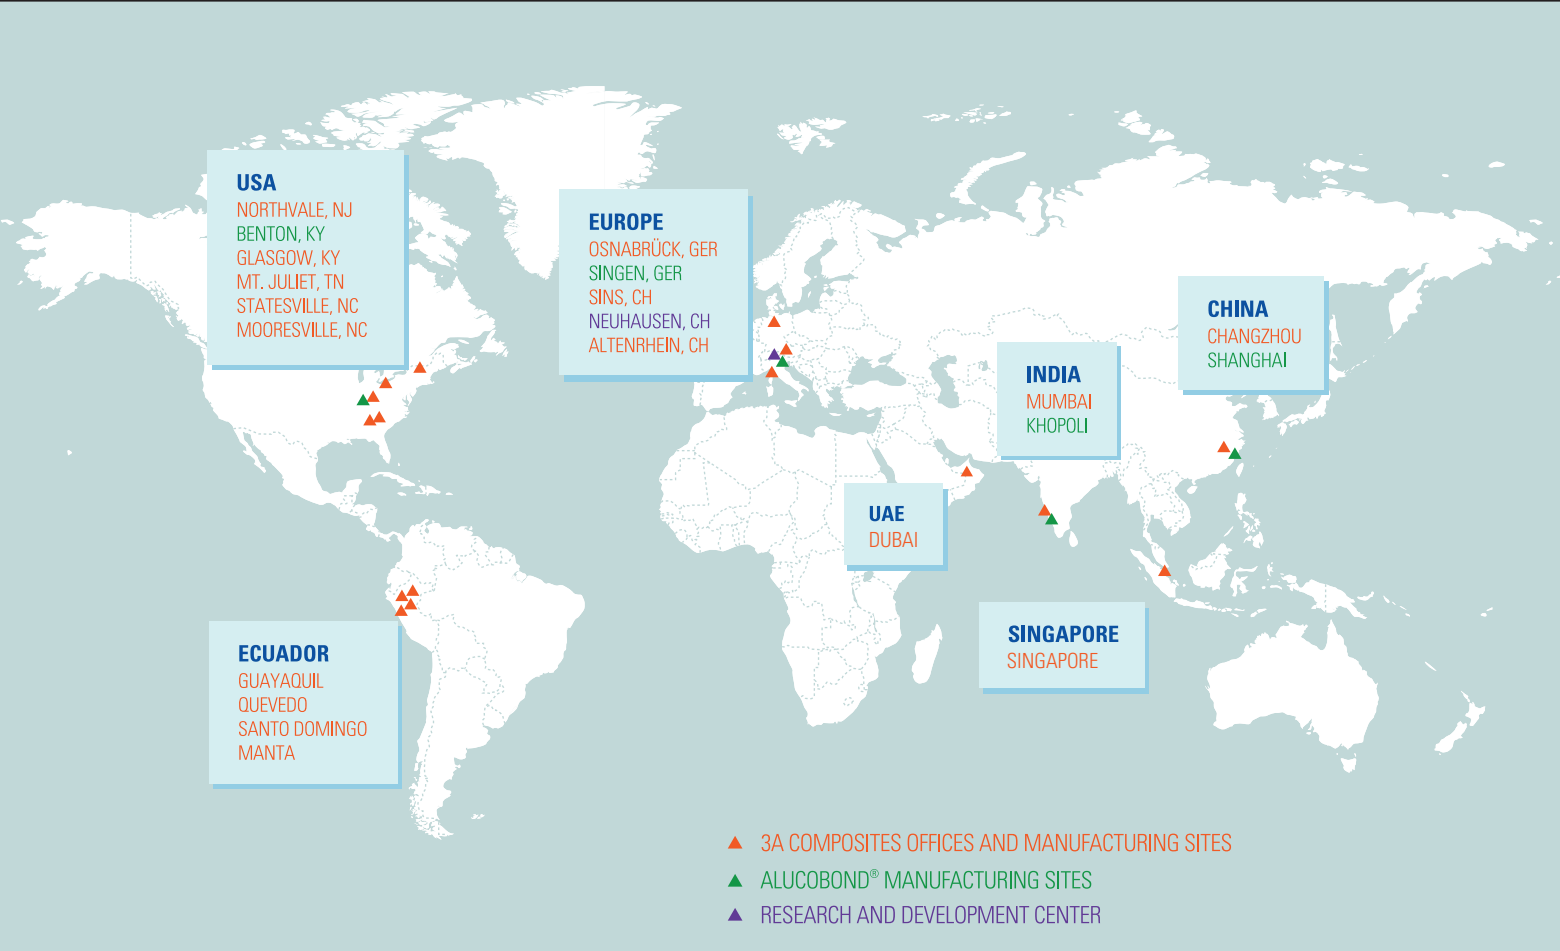 USA
NORTHVALE, NJ
BENTON, KY
GLASGOW, KY
MT. JULIET, TN
STATESVILLE, NC
MOORESVILLE, NC
EUROPE
OSNABRÜCK, GER
SINGEN, GER
SINS, CH
NEUHAUSEN, CH
ALTENRHEIN, CH
CHINA
CHANGZHOU
SHANGHAI
INDIA
MUMBAI
KHOPOLI
UAE
DUBAI
SINGAPORE
SINGAPORE
ECUADOR
GUAYAQUIL
QUEVEDO
SANTO DOMINGO
MANTA
3A COMPOSITES OFFICES AND MANUFACTURING SITES
ALUCOBOND® MANUFACTURING SITES
RESEARCH AND DEVELOPMENT CENTER